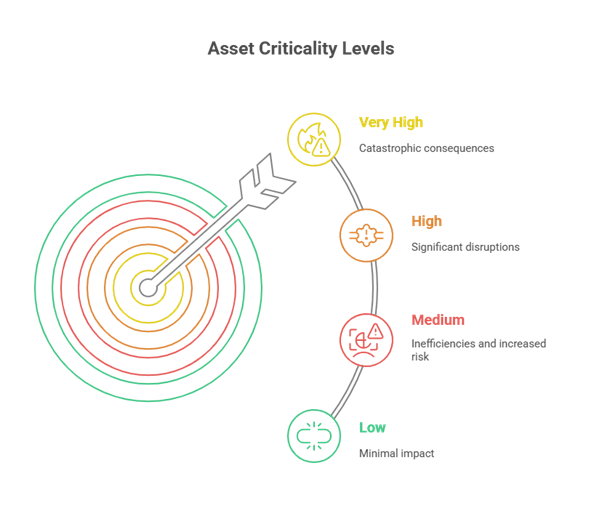 Asset Criticality Levels
Very High
Catastrophic consequences
High
Significant disruptions
Medium
Inefficiencies and increased
risk
Low
Minimal impact